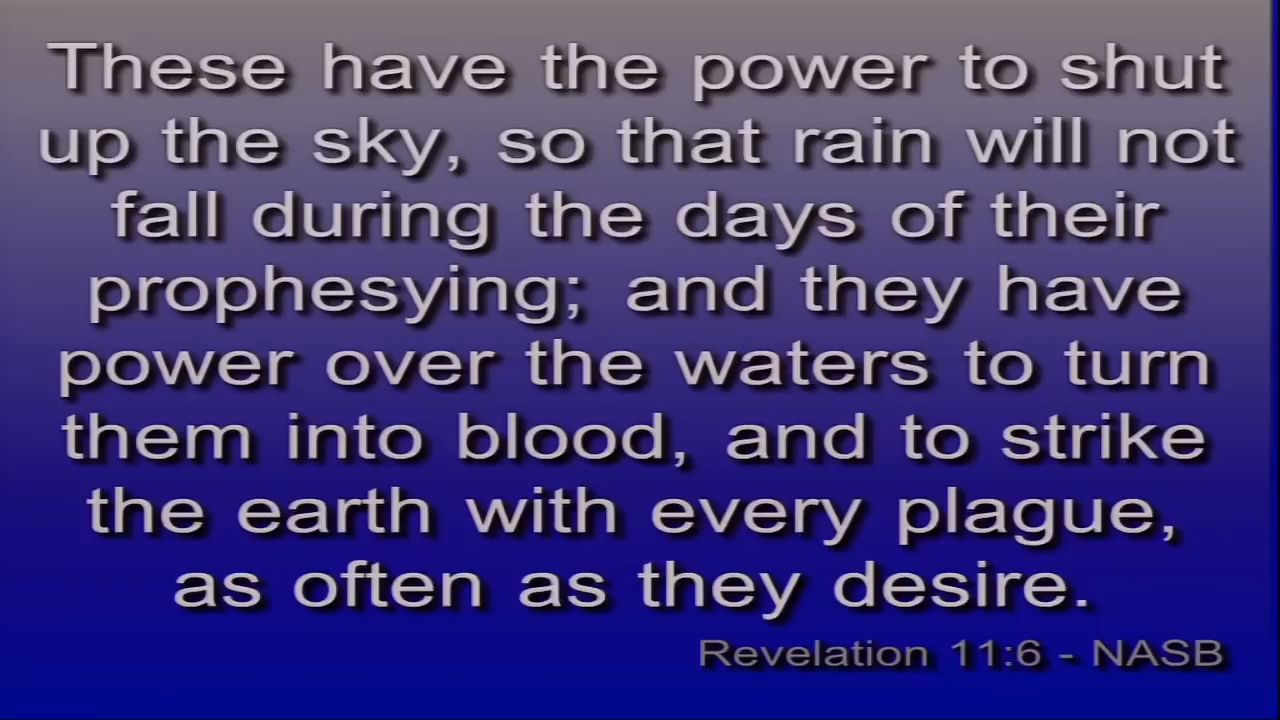 These have the power to shut
up the sky, so that rain will not
fall during the days of their
prophesying; and they have
power over the waters to turn
them into blood, and to strike
the earth with every plague,
as often as they desire.
Revelation 11:6 - NASB